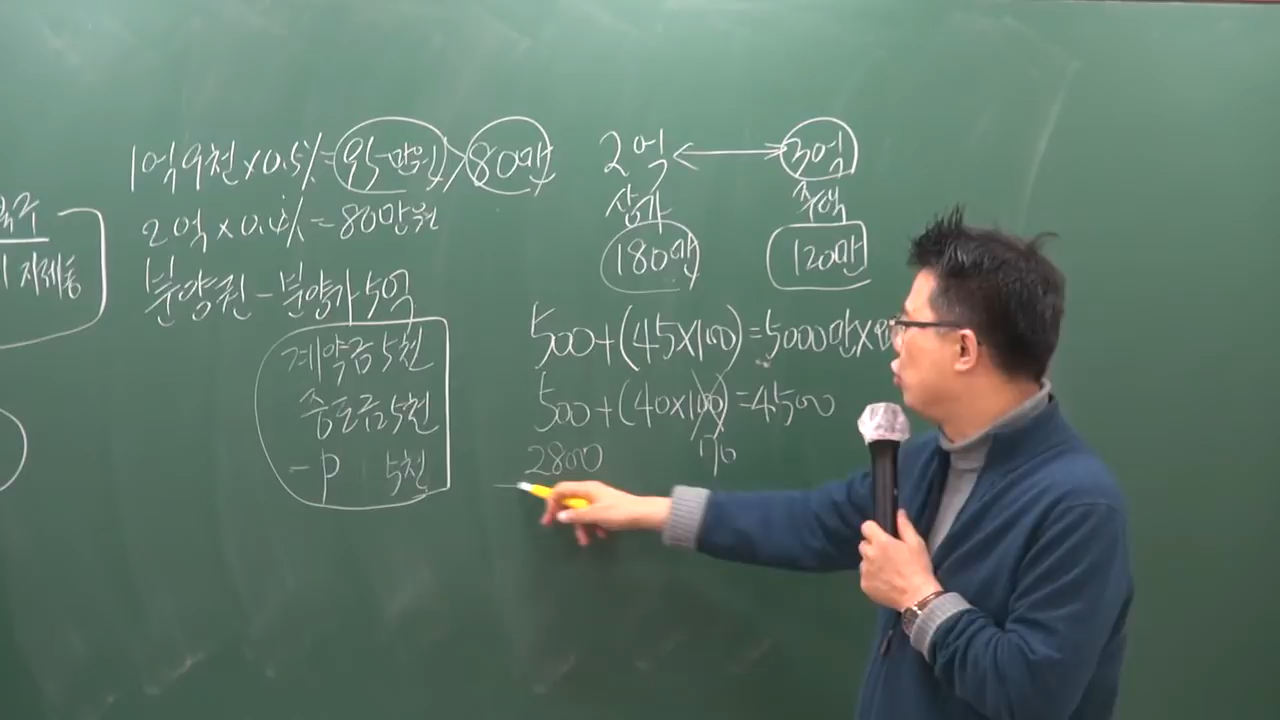 1억9천×0.5%=95만원>80만
2억×0.4%=80만원
분양권-분양가 5억
계약금 5천
중도금 5천
-P 5천
2억 ↔ 3억
상가 주택
180만 120만
500+(45×100)=5000만×
500+(40×100)=4500
2800 70